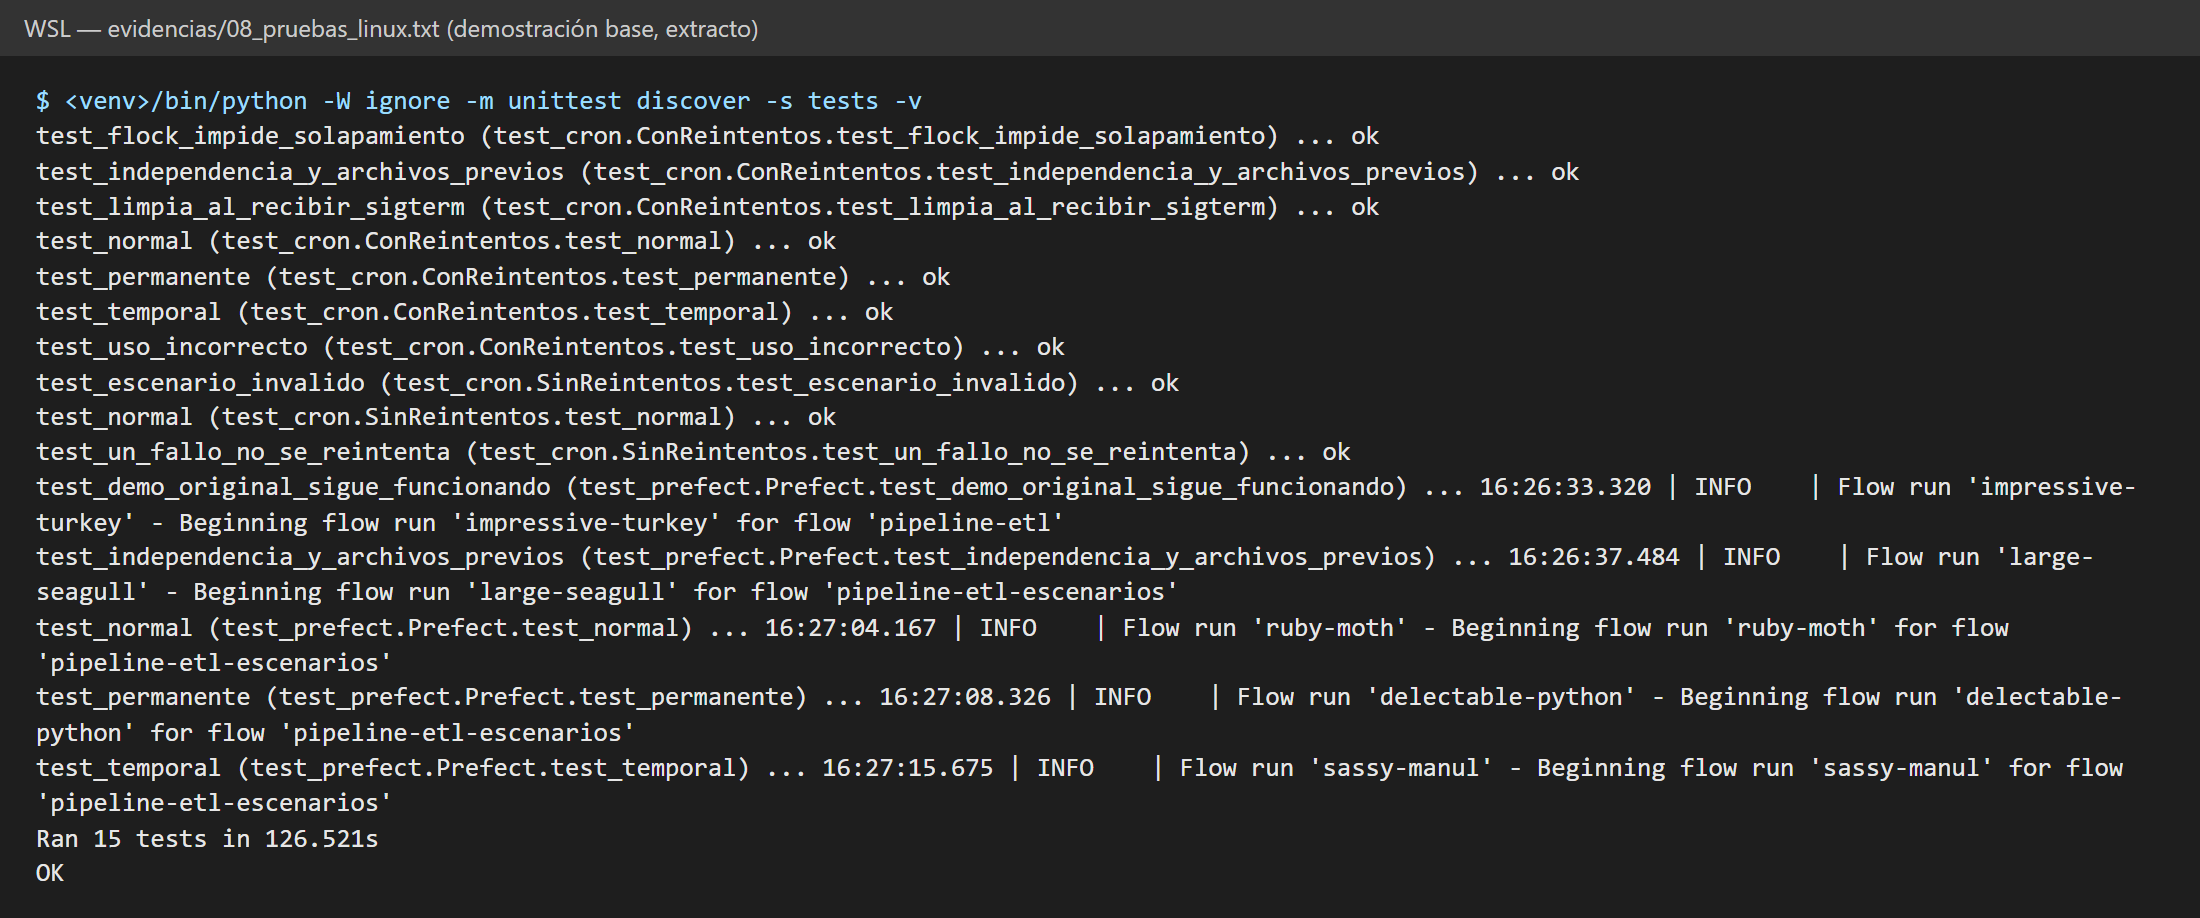 WSL — evidencias/08_pruebas_linux.txt (demostración base, extracto)
$ <venv>/bin/python -W ignore -m unittest discover -s tests -v
test_flock_impide_solapamiento (test_cron.ConReintentos.test_flock_impide_solapamiento) ... ok
test_independencia_y_archivos_previos (test_cron.ConReintentos.test_independencia_y_archivos_previos) ... ok
test_limpia_al_recibir_sigterm (test_cron.ConReintentos.test_limpia_al_recibir_sigterm) ... ok
test_normal (test_cron.ConReintentos.test_normal) ... ok
test_permanente (test_cron.ConReintentos.test_permanente) ... ok
test_temporal (test_cron.ConReintentos.test_temporal) ... ok
test_uso_incorrecto (test_cron.ConReintentos.test_uso_incorrecto) ... ok
test_escenario_invalido (test_cron.SinReintentos.test_escenario_invalido) ... ok
test_normal (test_cron.SinReintentos.test_normal) ... ok
test_un_fallo_no_se_reintenta (test_cron.SinReintentos.test_un_fallo_no_se_reintenta) ... ok
test_demo_original_sigue_funcionando (test_prefect.Prefect.test_demo_original_sigue_funcionando) ... 16:26:33.320 | INFO    | Flow run 'impressive-
turkey' - Beginning flow run 'impressive-turkey' for flow 'pipeline-etl'
test_independencia_y_archivos_previos (test_prefect.Prefect.test_independencia_y_archivos_previos) ... 16:26:37.484 | INFO    | Flow run 'large-
seagull' - Beginning flow run 'large-seagull' for flow 'pipeline-etl-escenarios'
test_normal (test_prefect.Prefect.test_normal) ... 16:27:04.167 | INFO    | Flow run 'ruby-moth' - Beginning flow run 'ruby-moth' for flow
'pipeline-etl-escenarios'
test_permanente (test_prefect.Prefect.test_permanente) ... 16:27:08.326 | INFO    | Flow run 'delectable-python' - Beginning flow run 'delectable-
python' for flow 'pipeline-etl-escenarios'
test_temporal (test_prefect.Prefect.test_temporal) ... 16:27:15.675 | INFO    | Flow run 'sassy-manul' - Beginning flow run 'sassy-manul' for flow
'pipeline-etl-escenarios'
Ran 15 tests in 126.521s
OK